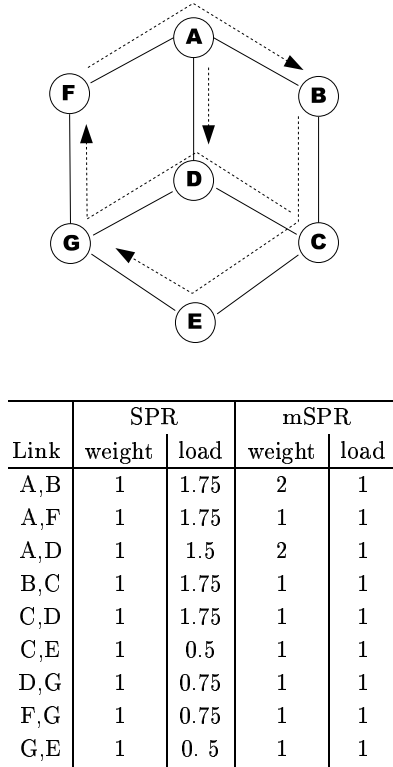 A
F
B
D
G
C
E
SPR mSPR
Link weight load weight load
A,B 1 1.75 2 1
A,F 1 1.75 1 1
A,D 1 1.5 2 1
B,C 1 1.75 1 1
C,D 1 1.75 1 1
C,E 1 0.5 1 1
D,G 1 0.75 1 1
F,G 1 0.75 1 1
G,E 1 0. 5 1 1